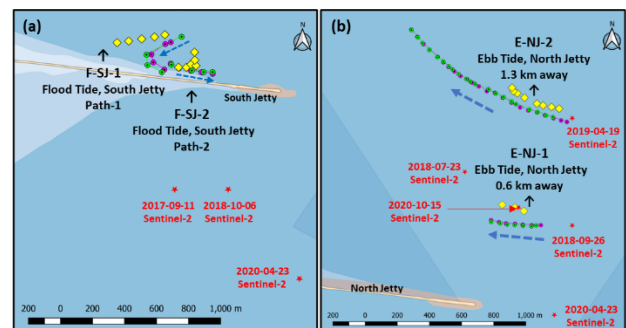 (a)
N
F-SJ-1
Flood Tide, South Jetty
Path-1
South Jetty
F-SJ-2
Flood Tide, South Jetty
Path-2
2017-09-11
Sentinel-2
2018-10-06
Sentinel-2
2020-04-23
Sentinel-2
200 0 200 400 600 800 1,000 m
(b)
N
E-NJ-2
Ebb Tide, North Jetty
1.3 km away
2019-04-19
Sentinel-2
2018-07-23
Sentinel-2
E-NJ-1
Ebb Tide, North Jetty
0.6 km away
2020-10-15
Sentinel-2
2018-09-26
Sentinel-2
North Jetty
2020-04-23
Sentinel-2
200 0 200 400 600 800 1,000 m